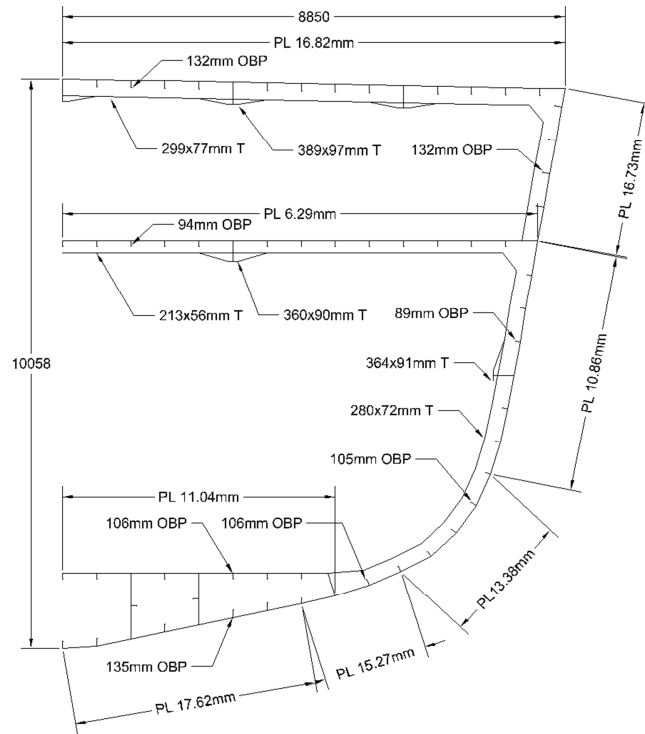 8850
PL 16.82mm
132mm OBP
299x77mm T
389x97mm T
132mm OBP
PL 16.73mm
PL 6.29mm
94mm OBP
213x56mm T
360x90mm T
89mm OBP
10058
364x91mm T
PL 10.86mm
280x72mm T
105mm OBP
PL 11.04mm
106mm OBP
106mm OBP
PL13.38mm
135mm OBP
PL 15.27mm
PL 17.62mm